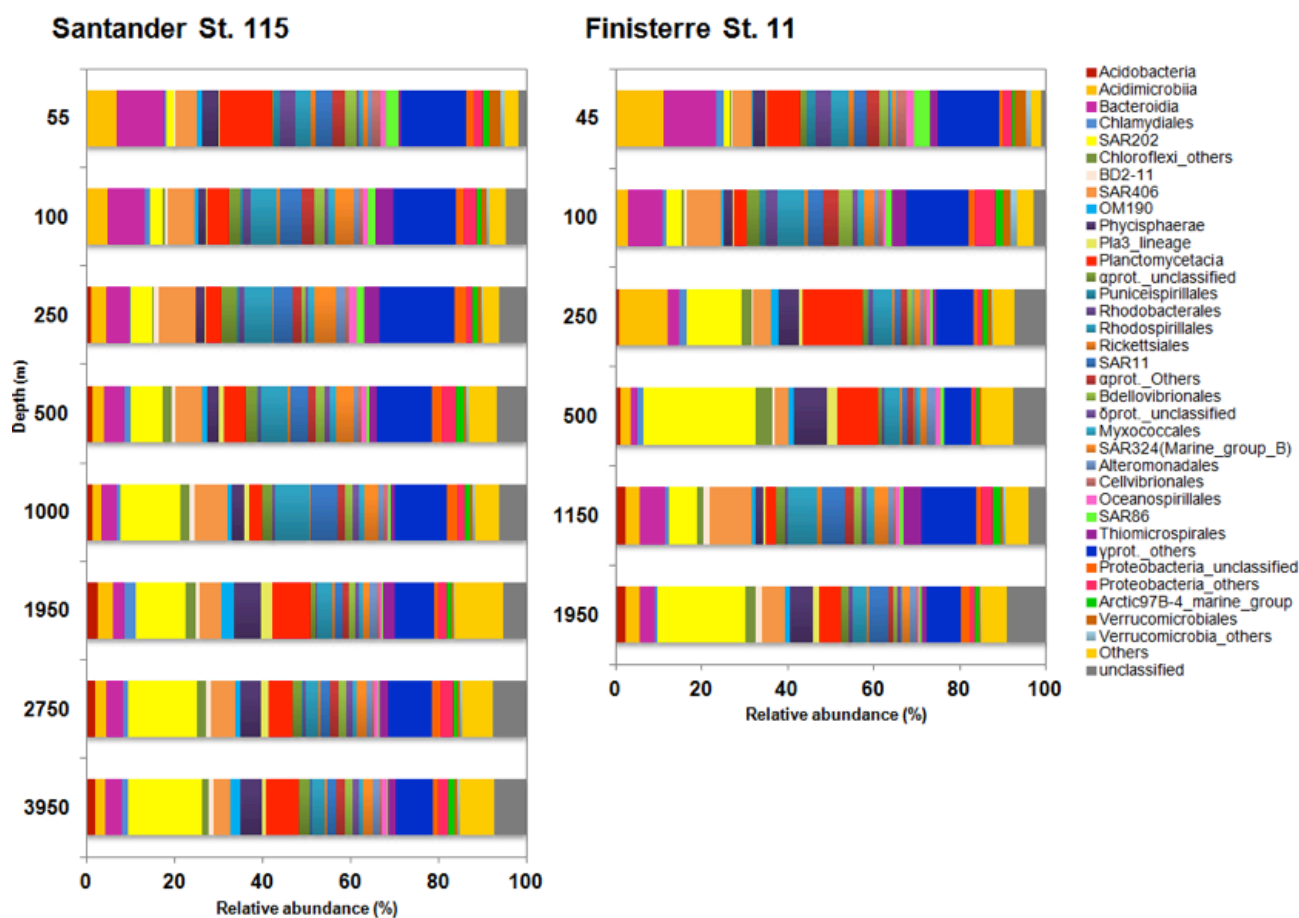 Santander St. 115
Finisterre St. 11
Depth (m)
55
100
250
500
1000
1950
2750
3950
0 20 40 60 80 100
Relative abundance (%)
45
100
250
500
1150
1950
0 20 40 60 80 100
Relative abundance (%)
Acidobacteria
Acidimicrobiia
Bacteroidia
Chlamydiales
SAR202
Chloroflexi_others
BD2-11
SAR406
OM190
Phycisphaerae
Pla3_lineage
Planctomycetacia
αprot._unclassified
Puniceispirillales
Rhodobacterales
Rhodospirillales
Rickettsiales
SAR11
αprot._Others
Bdellovibrionales
δprot._unclassified
Myxococcales
SAR324(Marine_group_B)
Alteromonadales
Cellvibrionales
Oceanospirillales
SAR86
Thiomicrospirales
γprot._others
Proteobacteria_unclassified
Proteobacteria_others
Arctic97B-4_marine_group
Verrucomicrobiales
Verrucomicrobia_others
Others
unclassified